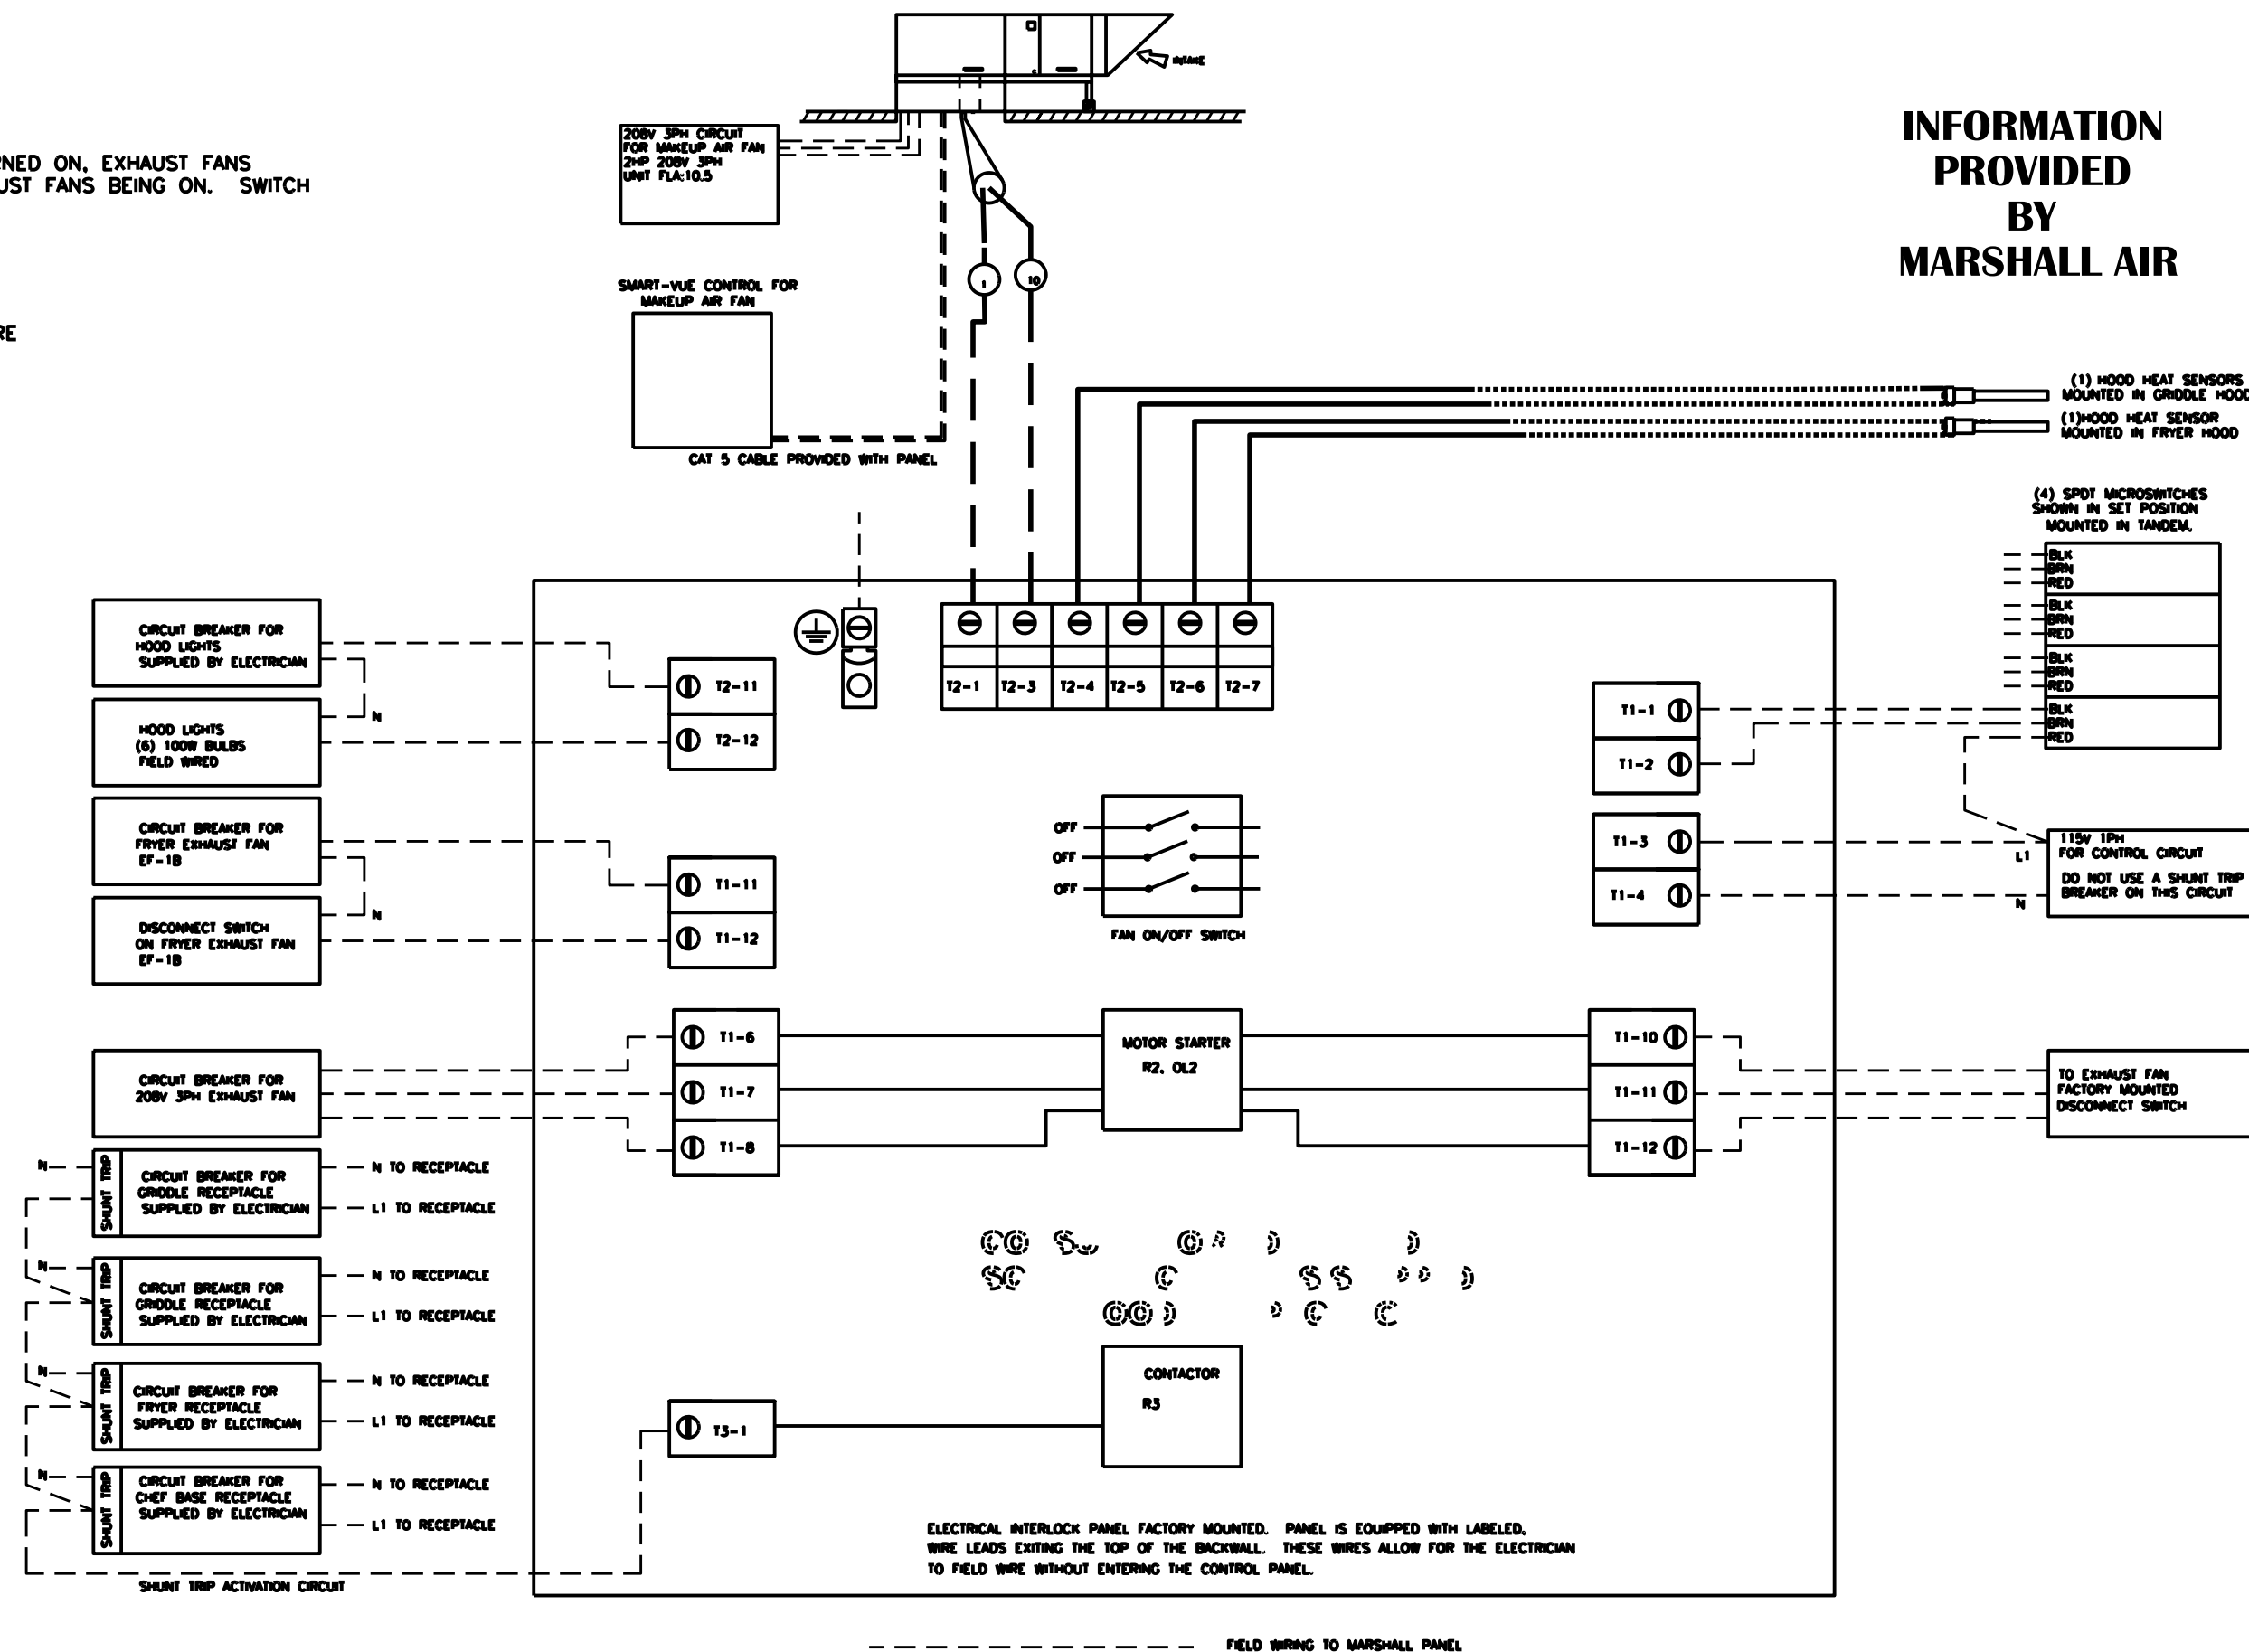 INTAKE
208V 3PH CIRCUIT
FOR MAKEUP AIR FAN
2HP 208V 3PH
UNIT FLA:10.5
INFORMATION
PROVIDED
BY
MARSHALL AIR
RNED ON, EXHAUST FANS
UST FANS BEING ON. SWITCH
RE
SMART-VUE CONTROL FOR
MAKEUP AIR FAN
1
10
CAT 5 CABLE PROVIDED WITH PANEL
(1) HOOD HEAT SENSORS
MOUNTED IN GRIDDLE HOOD
(1)HOOD HEAT SENSOR
MOUNTED IN FRYER HOOD
(4) SPDT MICROSWITCHES
SHOWN IN SET POSITION
MOUNTED IN TANDEM.
BLK
BRN
RED
BLK
BRN
RED
BLK
BRN
RED
BLK
BRN
RED
CIRCUIT BREAKER FOR
HOOD LIGHTS
SUPPLIED BY ELECTRICIAN
N
HOOD LIGHTS
(6) 100W BULBS
FIELD WIRED
T2-11
T2-12
T2-1
T2-3
T2-4
T2-5
T2-6
T2-7
T1-1
T1-2
T1-3
T1-4
L1
N
115V 1PH
FOR CONTROL CIRCUIT
DO NOT USE A SHUNT TRIP
BREAKER ON THIS CIRCUIT
CIRCUIT BREAKER FOR
FRYER EXHAUST FAN
EF-1B
N
DISCONNECT SWITCH
ON FRYER EXHAUST FAN
EF-1B
T1-11
T1-12
OFF
OFF
OFF
FAN ON/OFF SWITCH
CIRCUIT BREAKER FOR
208V 3PH EXHAUST FAN
T1-6
T1-7
T1-8
MOTOR STARTER
R2, OL2
T1-10
T1-11
T1-12
TO EXHAUST FAN
FACTORY MOUNTED
DISCONNECT SWITCH
N
SHUNT TRIP
CIRCUIT BREAKER FOR
GRIDDLE RECEPTACLE
SUPPLIED BY ELECTRICIAN
N TO RECEPTACLE
L1 TO RECEPTACLE
N
SHUNT TRIP
CIRCUIT BREAKER FOR
GRIDDLE RECEPTACLE
SUPPLIED BY ELECTRICIAN
N TO RECEPTACLE
L1 TO RECEPTACLE
N
SHUNT TRIP
CIRCUIT BREAKER FOR
FRYER RECEPTACLE
SUPPLIED BY ELECTRICIAN
N TO RECEPTACLE
L1 TO RECEPTACLE
N
SHUNT TRIP
CIRCUIT BREAKER FOR
CHEF BASE RECEPTACLE
SUPPLIED BY ELECTRICIAN
N TO RECEPTACLE
L1 TO RECEPTACLE
SHUNT TRIP ACTIVATION CIRCUIT
T3-1
CONTACTOR
R3
ELECTRICAL INTERLOCK PANEL FACTORY MOUNTED. PANEL IS EQUIPPED WITH LABELED,
WIRE LEADS EXITING THE TOP OF THE BACKWALL. THESE WIRES ALLOW FOR THE ELECTRICIAN
TO FIELD WIRE WITHOUT ENTERING THE CONTROL PANEL.
FIELD WIRING TO MARSHALL PANEL